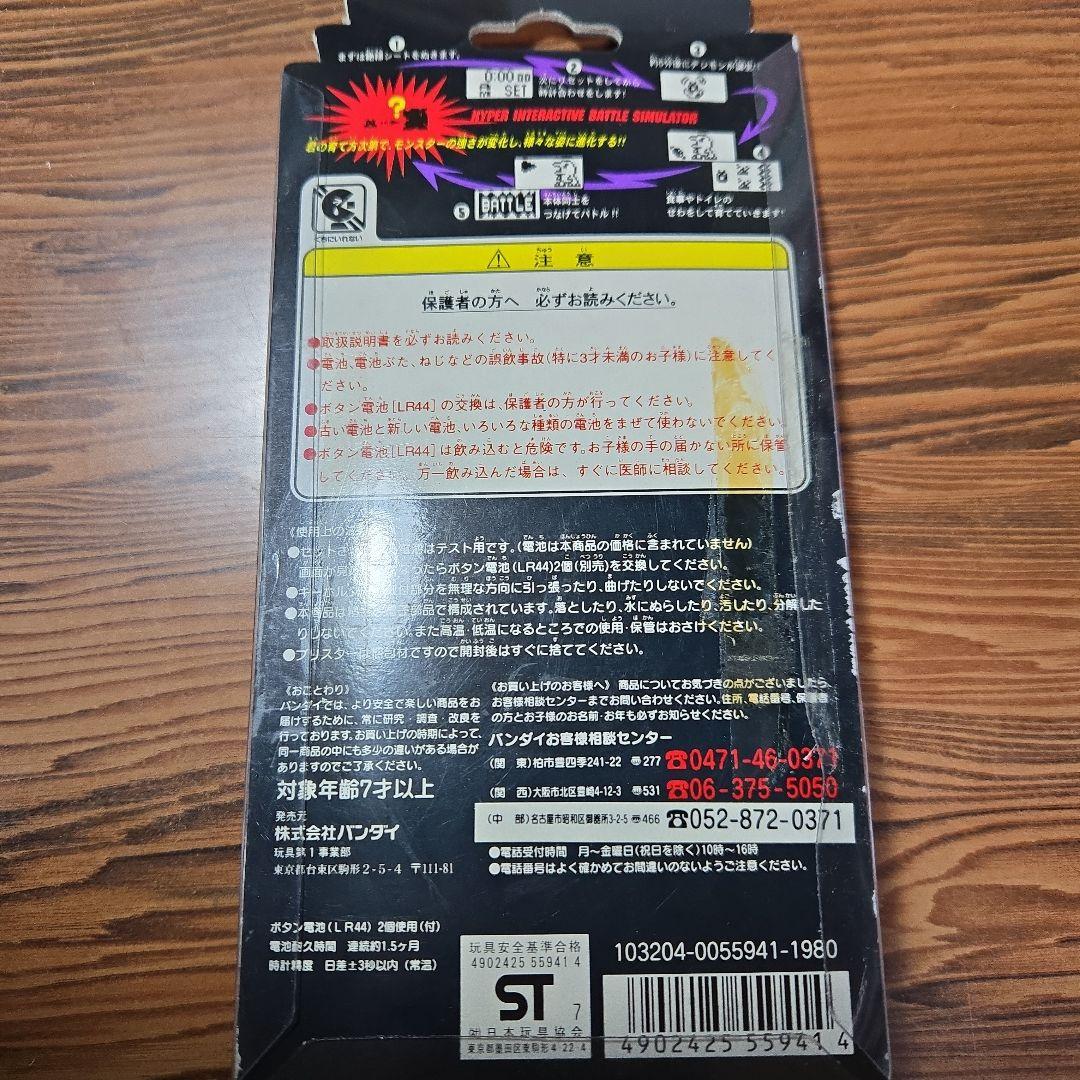 ① まずは絶縁シートをぬきます。
② 次にリセットをしてから
時計合わせをします!
③
0:00
SET
HYPER INTERACTIVE BATTLE SIMULATOR
君の育て方次第で、モンスターの強さが変化し、様々な姿に進化する!!
④ 食事やトイレの
せわをして育てていきます!
⑤ BATTLE 本体同士を
つなげてバトル!!
くちにいれない
⚠ 注意
保護者の方へ 必ずお読みください。
●取扱説明書を必ずお読みください。
●電池、電池ぶた、ねじなどの誤飲事故(特に3才未満のお子様)に注意してく
ださい。
●ボタン電池[LR44]の交換は、保護者の方が行ってください。
●古い電池と新しい電池、いろいろな種類の電池をまぜて使わないでください。
●ボタン電池[LR44]は飲み込むと危険です。お子様の手の届かない所に保管
してください。万一飲み込んだ場合は、すぐに医師に相談してください。
《使用上の
はテスト用です。(電池は本商品の価格に含まれていません)
たらボタン電池(LR44)2個(別売)を交換してください。
部分を無理な方向に引っ張ったり、曲げたりしないでください。
部品で構成されています。落としたり、水にぬらしたり、汚したり、分解した
また高温・低温になるところでの使用・保管はおさけください。
●ブリスターは ですので開封後はすぐに捨ててください。
《おことわり》
バンダイでは、より安全で楽しい商品をお
届けするために、常に研究・調査・改良を
行っております。お買い上げの時期によって、
同一商品の中にも多少の違いがある場合が
ありますのでご了承ください。
対象年齢7才以上
発売元
株式会社バンダイ
玩具第1事業部
東京都台東区駒形2-5-4 〒111-81
《お買い上げのお客様へ》 商品についてお気づきの点がございましたら、
お客様相談センターまでお問い合わせください。住所、電話番号、保護者
の方とお子様のお名前・お年も必ずお知らせください。
バンダイお客様相談センター
(関 東)柏市豊四季241-22 〒277 ☎0471-46-0371
(関 西)大阪市北区豊崎4-12-3 〒531 ☎06-375-5050
(中 部)名古屋市昭和区御器所3-2-5 〒466 ☎052-872-0371
●電話受付時間 月〜金曜日(祝日を除く)10時〜16時
●電話番号はよく確かめてお間違いのないようご注意ください。
ボタン電池(LR44)2個使用(付)
電池耐久時間 連続約1.5ヶ月
時計精度 日差±3秒以内(常温)
玩具安全基準合格
4902425 55941 4
ST 7
㈳日本玩具協会
東京都墨田区東駒形4-22-4
103204-0055941-1980
4902425 559414